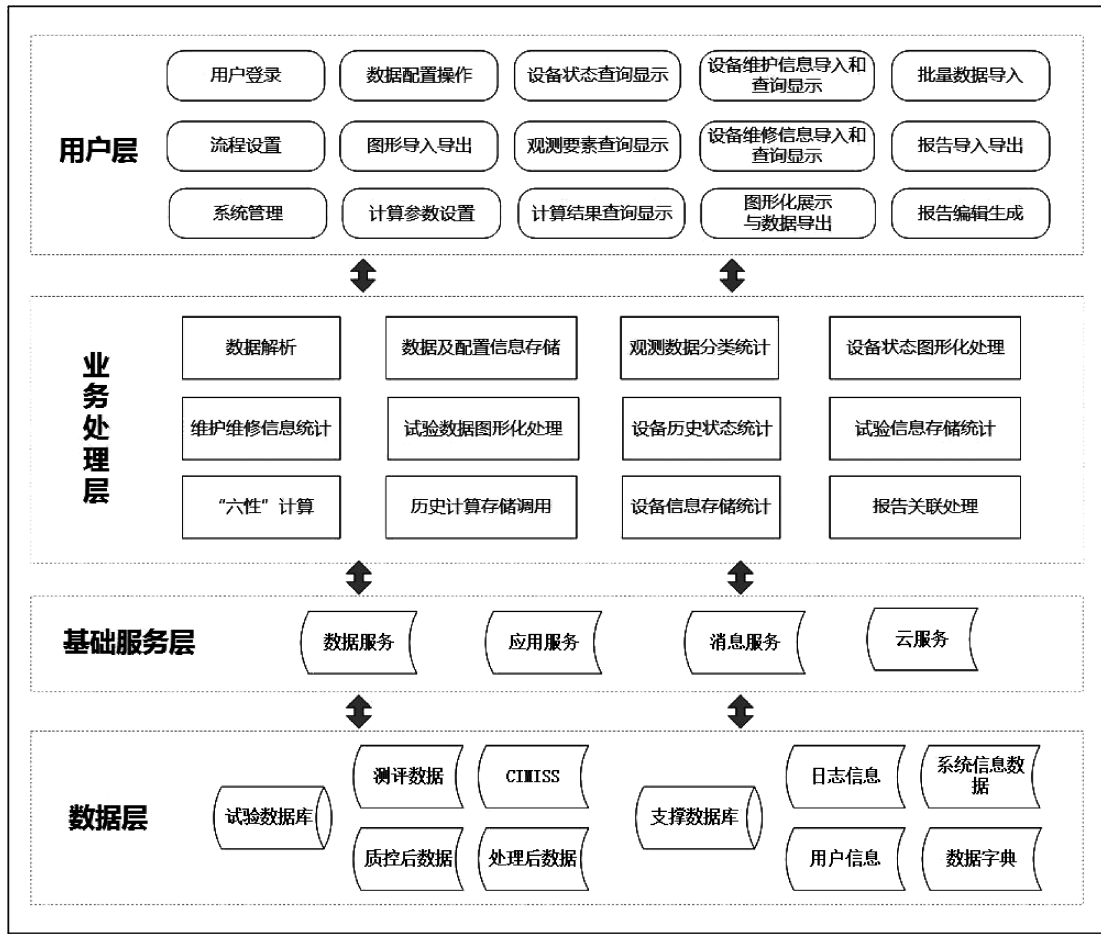 用户层
用户登录
数据配置操作
设备状态查询显示
设备维护信息导入和
查询显示
批量数据导入
流程设置
图形导入导出
观测要素查询显示
设备维修信息导入和
查询显示
报告导入导出
系统管理
计算参数设置
计算结果查询显示
图形化展示
与数据导出
报告编辑生成
业务处理层
数据解析
数据及配置信息存储
观测数据分类统计
设备状态图形化处理
维护维修信息统计
试验数据图形化处理
设备历史状态统计
试验信息存储统计
“六性”计算
历史计算存储调用
设备信息存储统计
报告关联处理
基础服务层
数据服务
应用服务
消息服务
云服务
数据层
试验数据库
测评数据
CIMISS
质控后数据
处理后数据
支撑数据库
日志信息
系统信息数
据
用户信息
数据字典